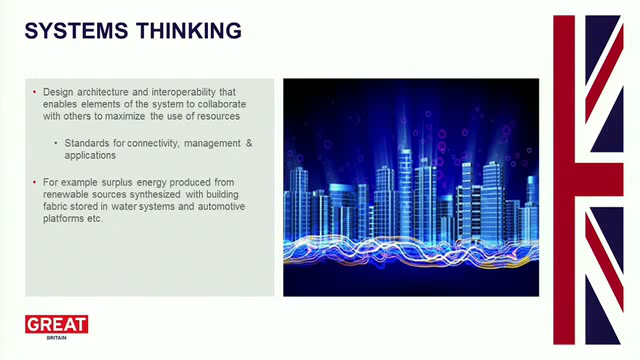 SYSTEMS THINKING
• Design architecture and interoperability that
enables elements of the system to collaborate
with others to maximize the use of resources
• Standards for connectivity, management &
applications
• For example surplus energy produced from
renewable sources synthesized with building
fabric stored in water systems and automotive
platforms etc.
GREAT
BRITAIN